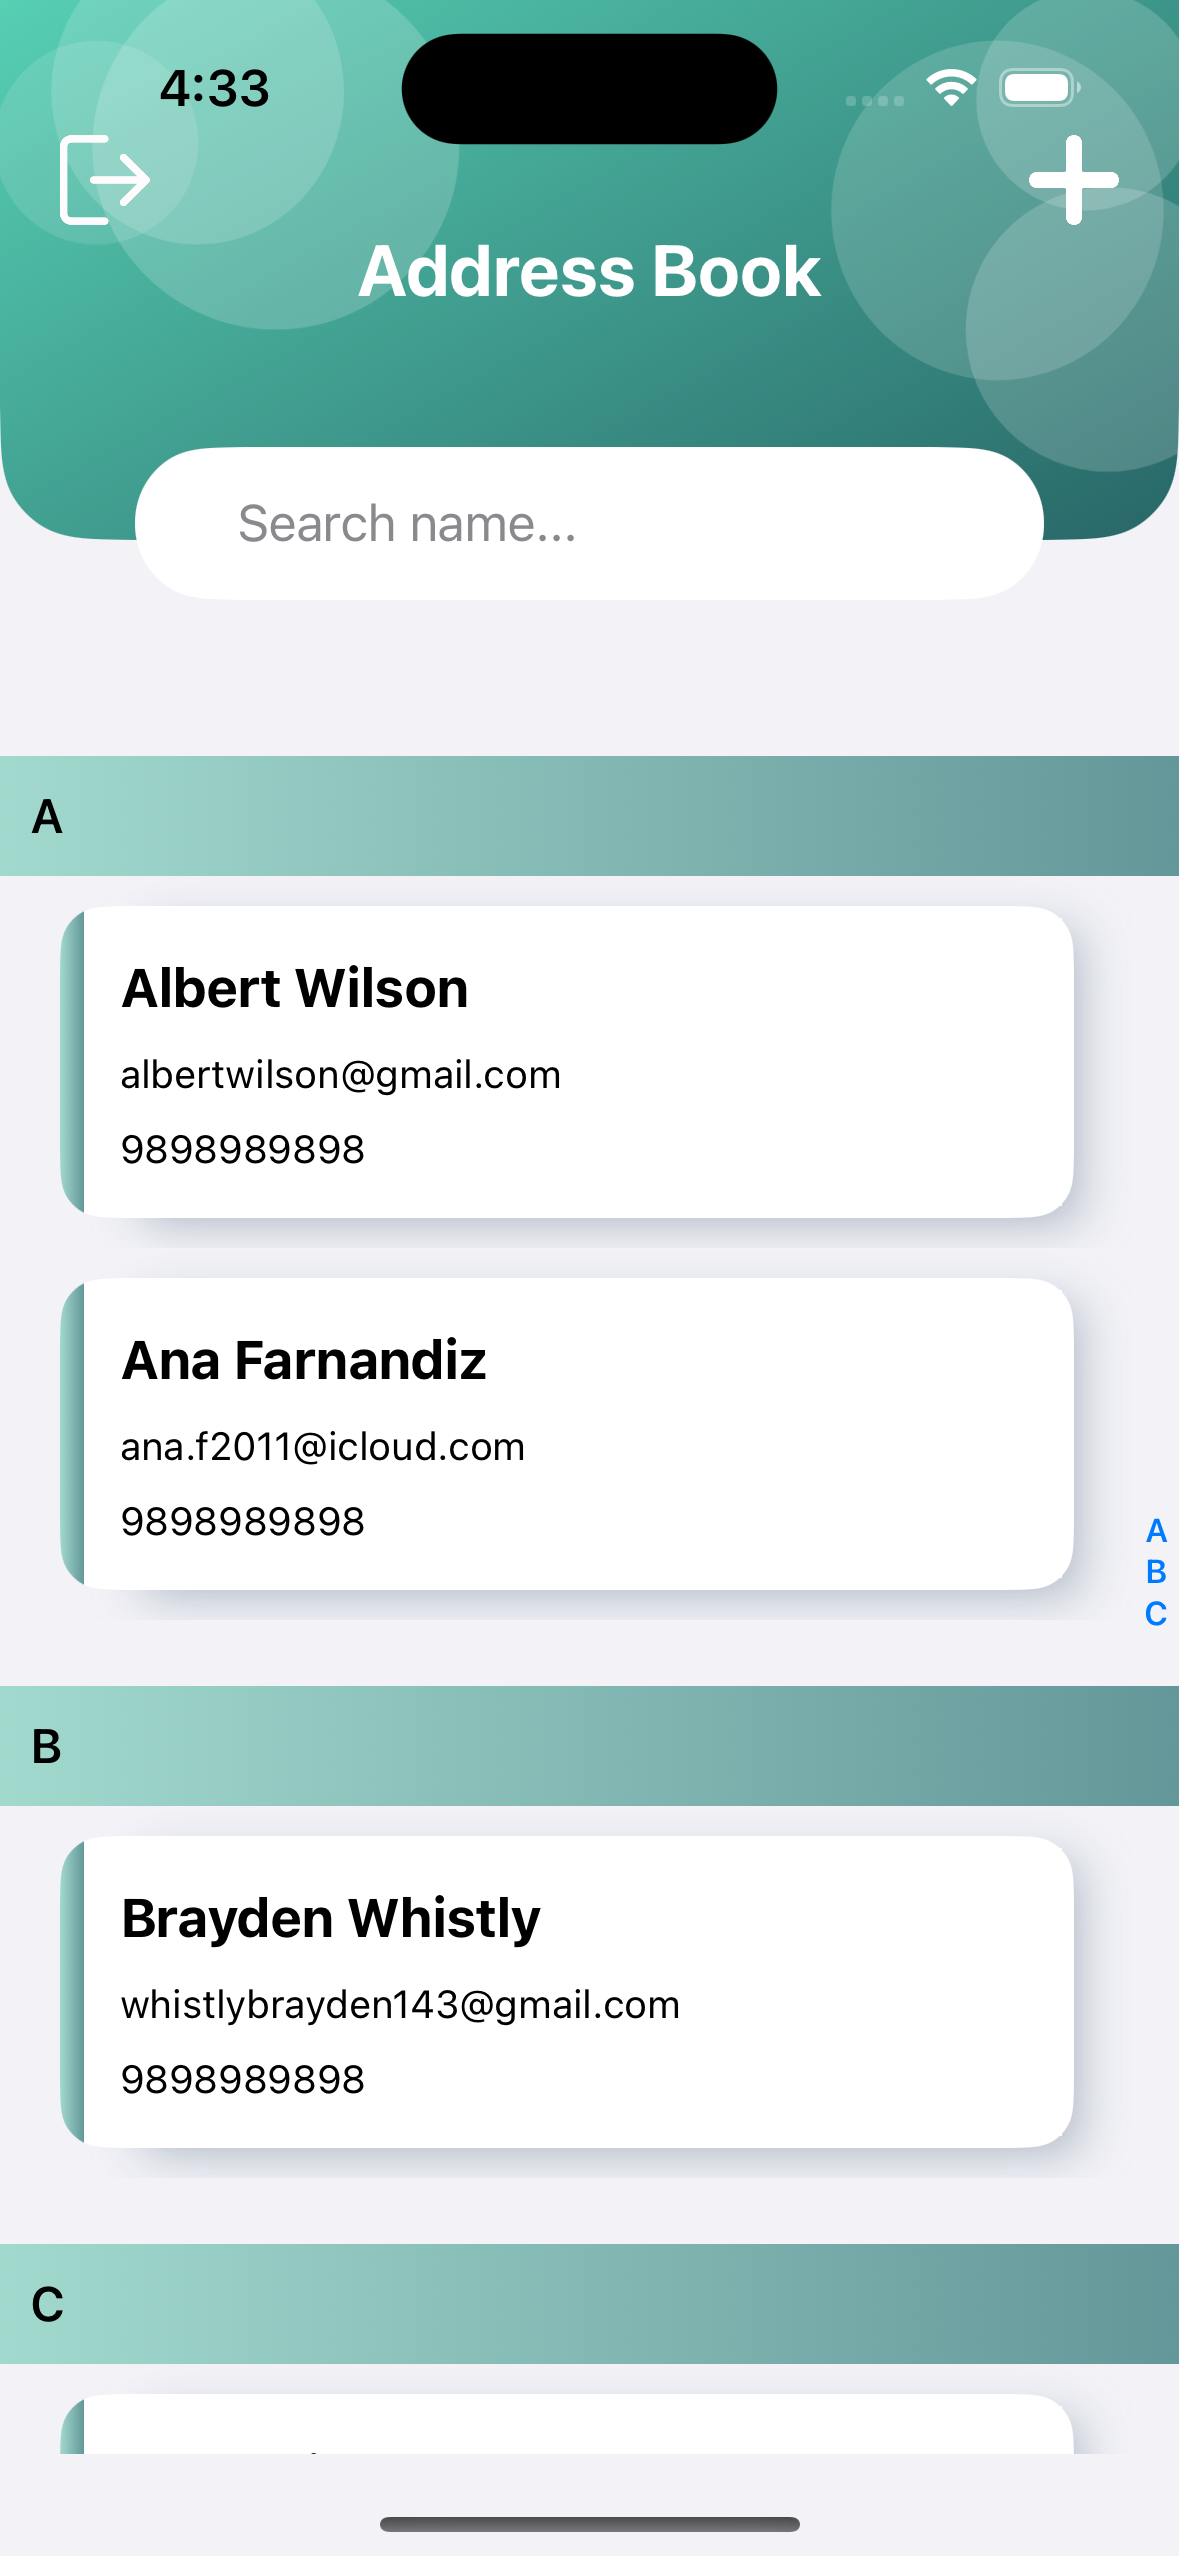 4:33
Address Book
Search name...
A
Albert Wilson
albertwilson@gmail.com
9898989898
Ana Farnandiz
ana.f2011@icloud.com
9898989898
A
B
C
B
Brayden Whistly
whistlybrayden143@gmail.com
9898989898
C